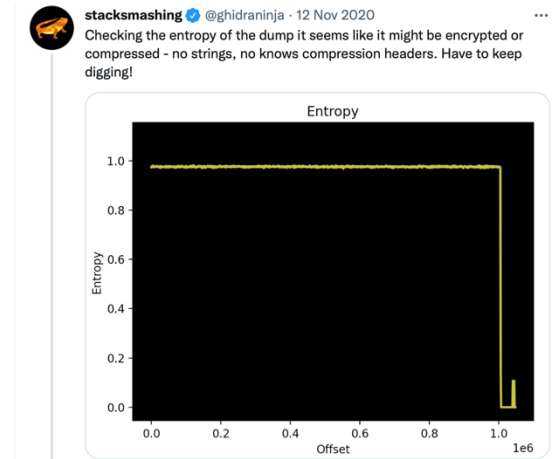 stacksmashing @ghidraninja · 12 Nov 2020 ...
Checking the entropy of the dump it seems like it might be encrypted or
compressed - no strings, no knows compression headers. Have to keep
digging!
Entropy
1.0
0.8
0.6
0.4
0.2
0.0
Entropy
0.0 0.2 0.4 0.6 0.8 1.0
1e6
Offset